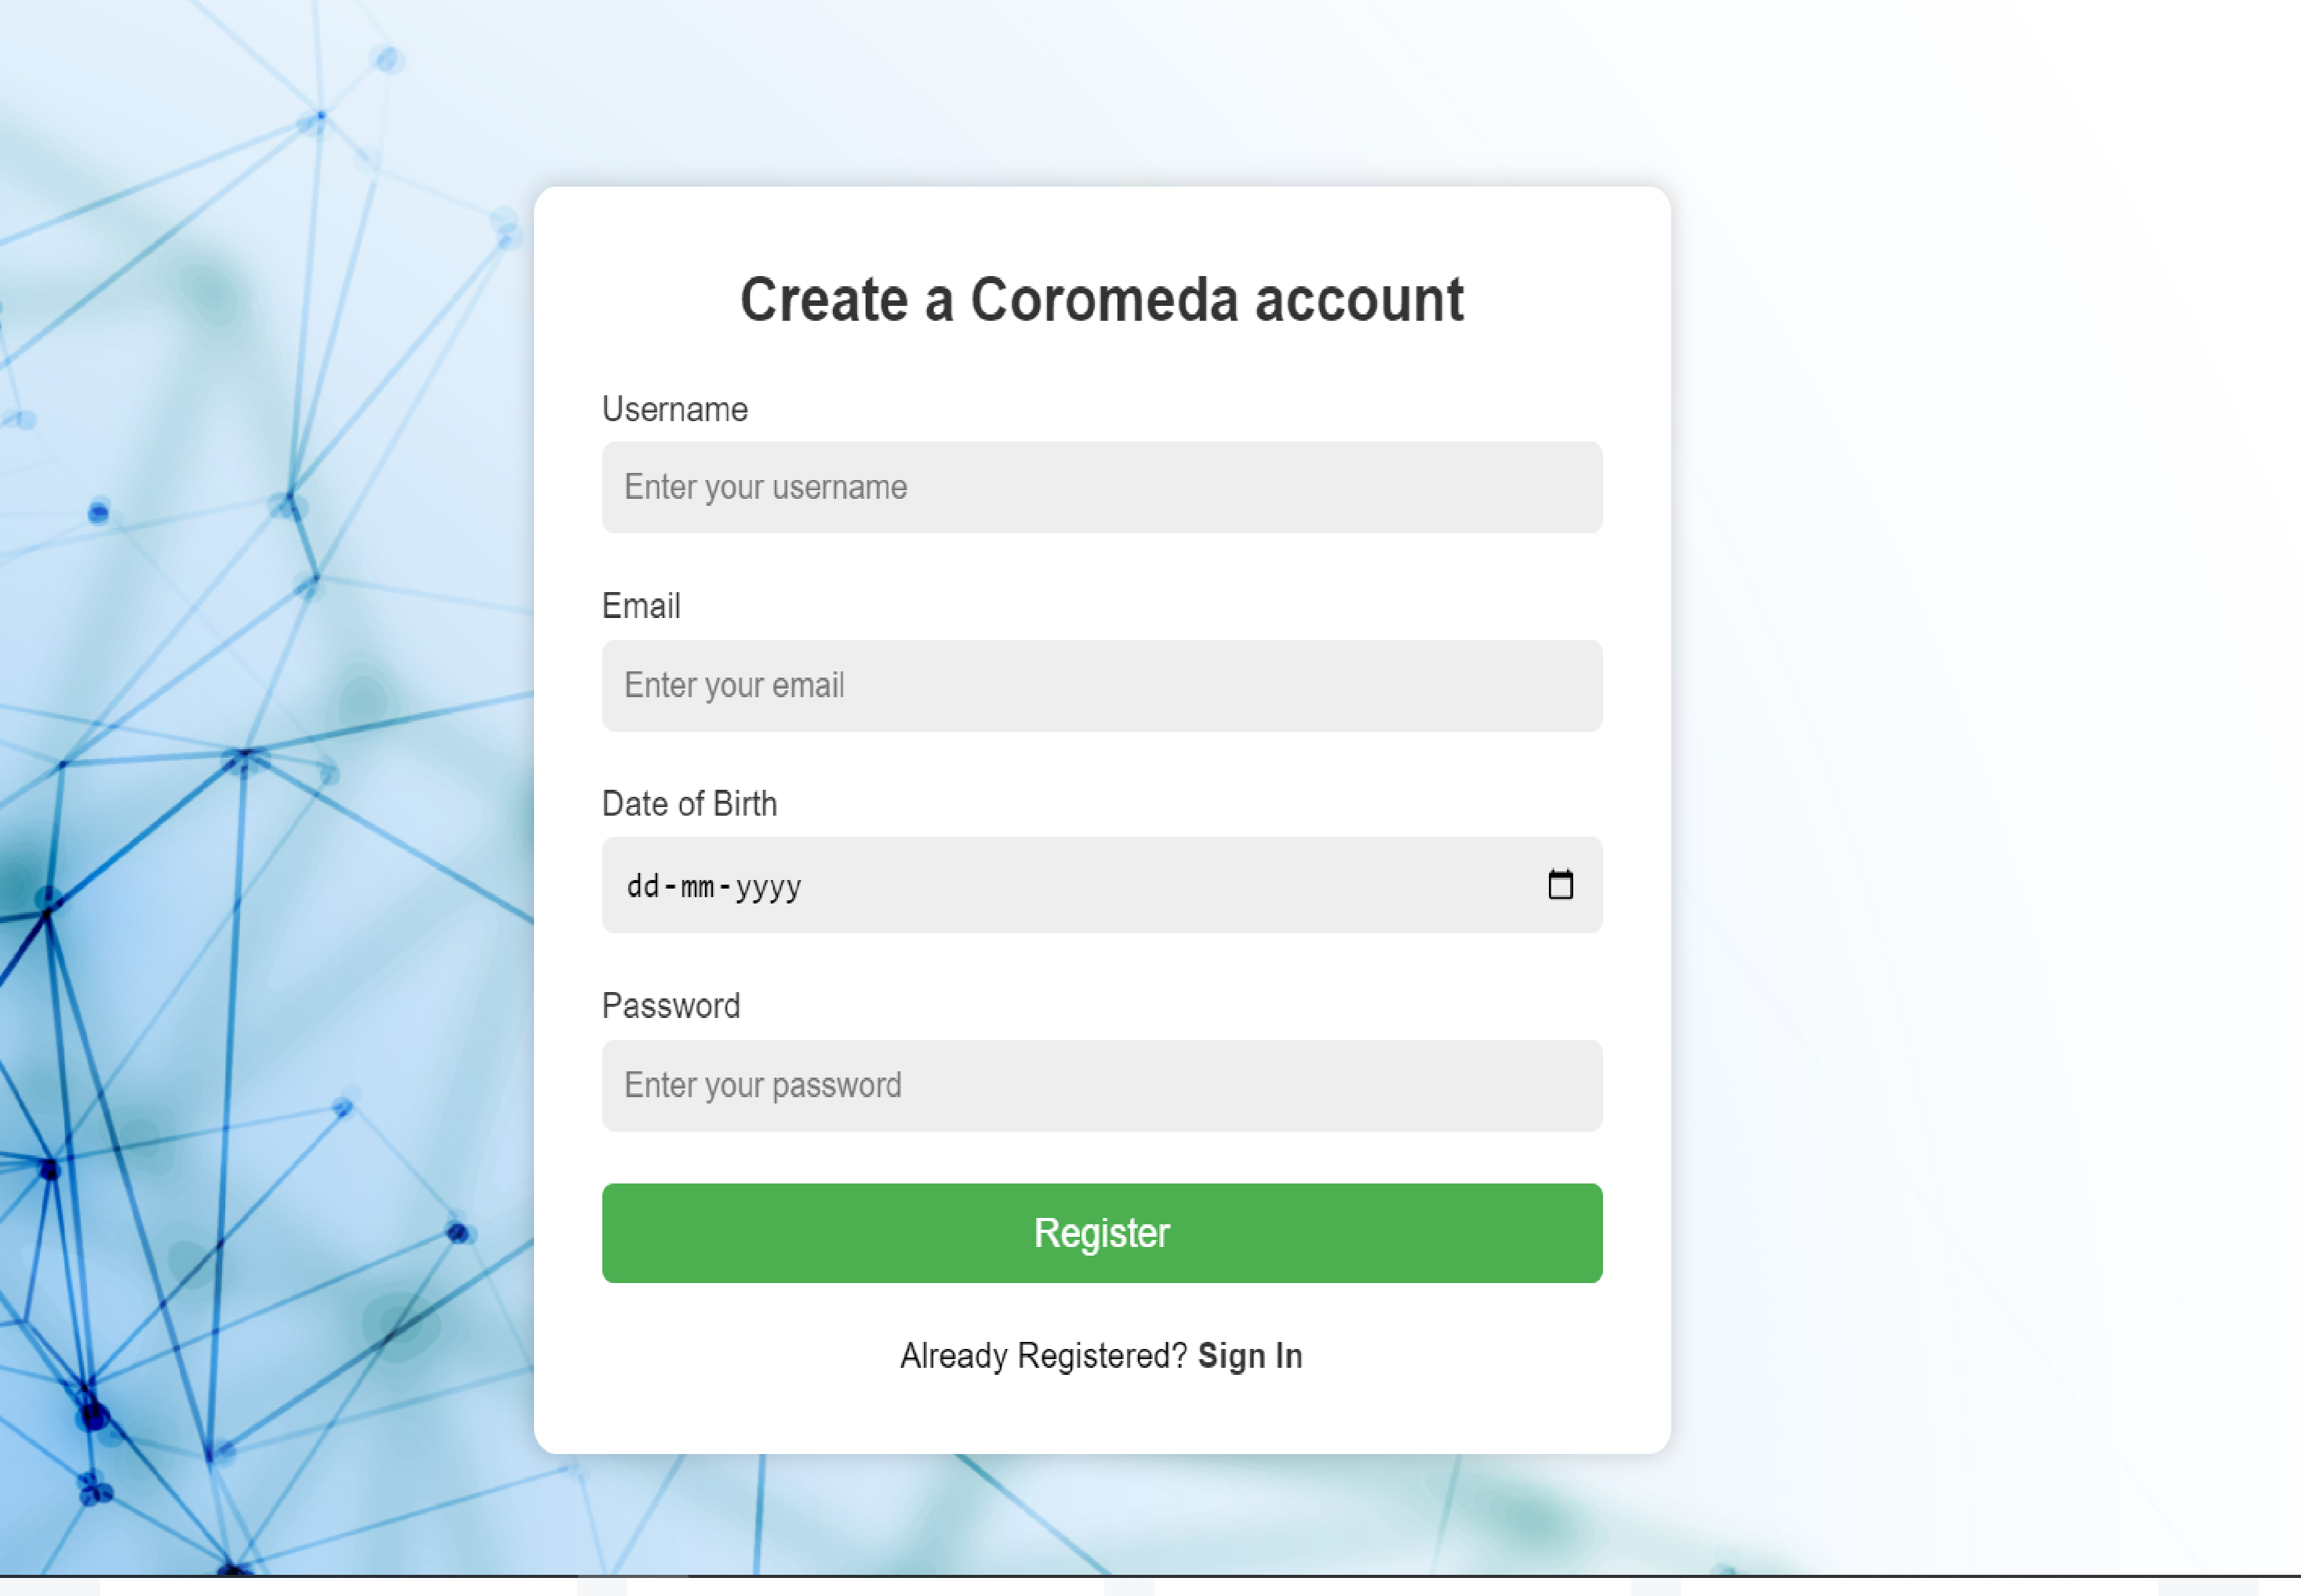 Create a Coromeda account
Username
Enter your username
Email
Enter your email
Date of Birth
dd-mm-yyyy
Password
Enter your password
Register
Already Registered? Sign In